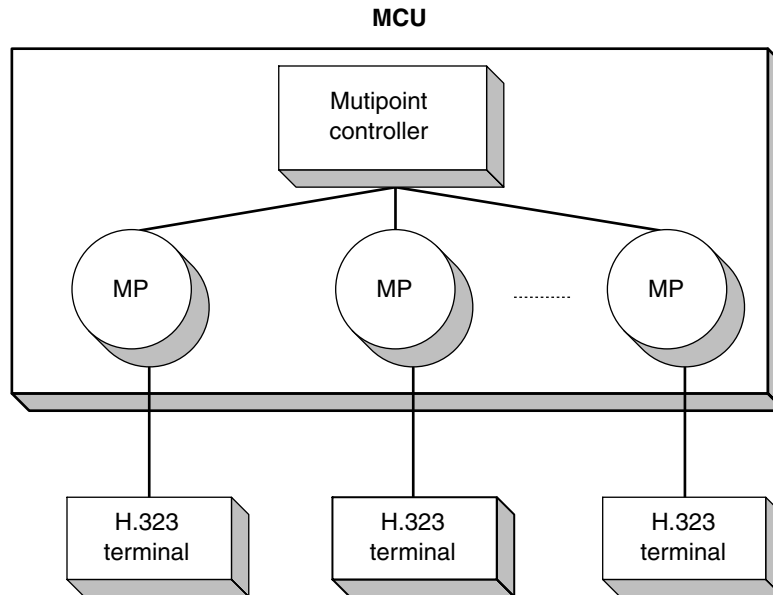 MCU
Mutipoint
controller
MP
MP
MP
H.323
terminal
H.323
terminal
H.323
terminal